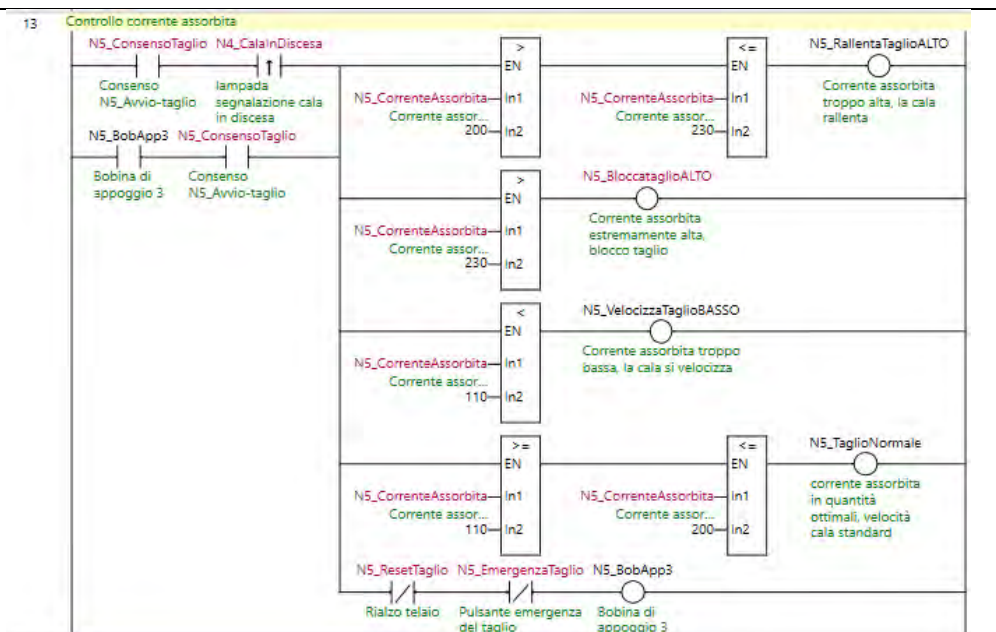 13 Controllo corrente assorbita
N5_ConsensoTaglio N4_CalaInDiscesa
Consenso
N5_Avvio-taglio
lampada
segnalazione cala
in discesa
>
EN
N5_CorrenteAssorbita In1
Corrente assor...
200 In2
<=
EN
N5_CorrenteAssorbita In1
Corrente assor...
230 In2
N5_RallentaTaglioALTO
Corrente assorbita
troppo alta, la cala
rallenta
N5_BobApp3 N5_ConsensoTaglio
Bobina di
appoggio 3
Consenso
N5_Avvio-taglio
>
EN
N5_CorrenteAssorbita In1
Corrente assor...
230 In2
N5_BloccataglioALTO
Corrente assorbita
estremamente alta,
blocco taglio
<
EN
N5_CorrenteAssorbita In1
Corrente assor...
110 In2
N5_VelocizzaTaglioBASSO
Corrente assorbita troppo
bassa, la cala si velocizza
>=
EN
N5_CorrenteAssorbita In1
Corrente assor...
110 In2
<=
EN
N5_CorrenteAssorbita In1
Corrente assor...
200 In2
N5_TaglioNormale
corrente assorbita
in quantità
ottimali, velocità
cala standard
N5_ResetTaglio N5_EmergenzaTaglio N5_BobApp3
Rialzo telaio
Pulsante emergenza
del taglio
Bobina di
appoggio 3